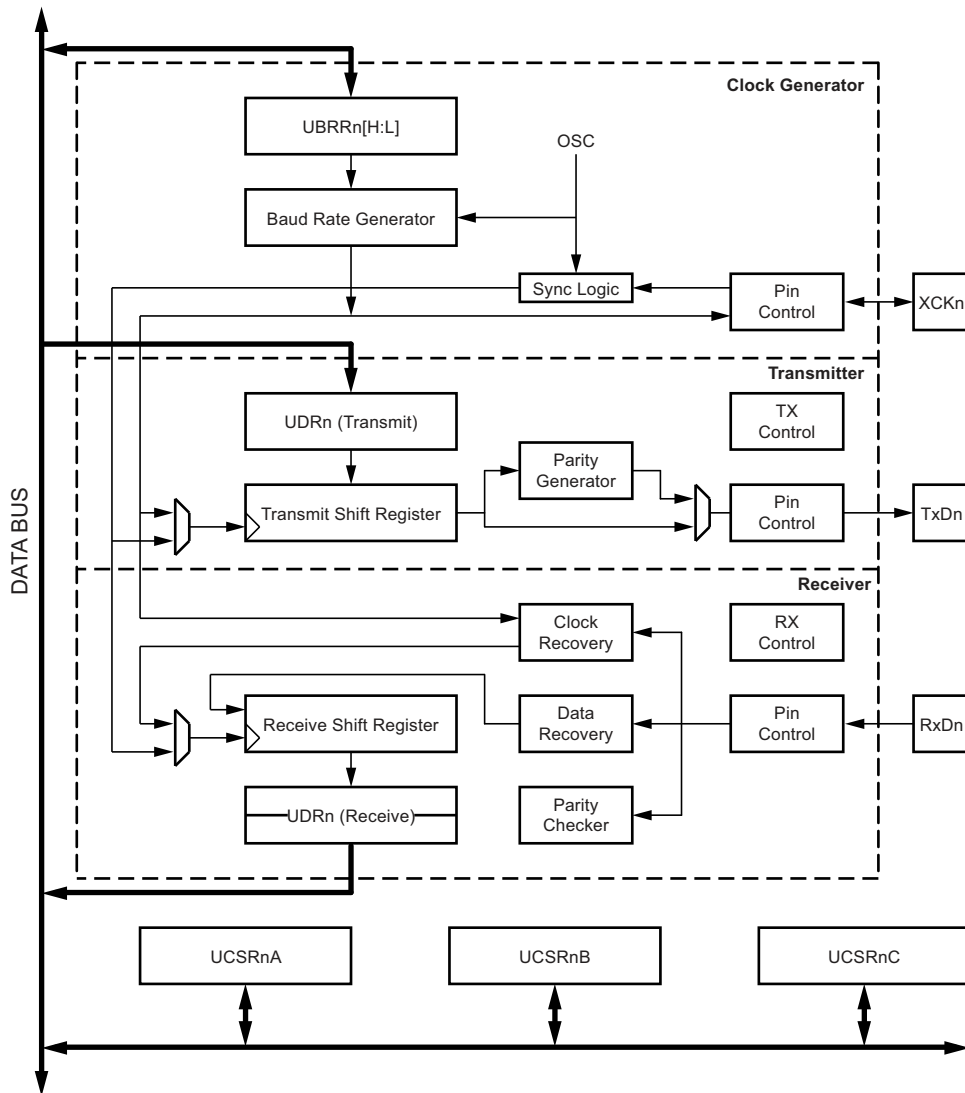 Clock Generator
UBRRn[H:L]
OSC
Baud Rate Generator
Sync Logic
Pin
Control
XCKn
Transmitter
UDRn (Transmit)
TX
Control
Parity
Generator
Transmit Shift Register
Pin
Control
TxDn
DATA BUS
Receiver
Clock
Recovery
RX
Control
Receive Shift Register
Data
Recovery
Pin
Control
RxDn
UDRn (Receive)
Parity
Checker
UCSRnA
UCSRnB
UCSRnC